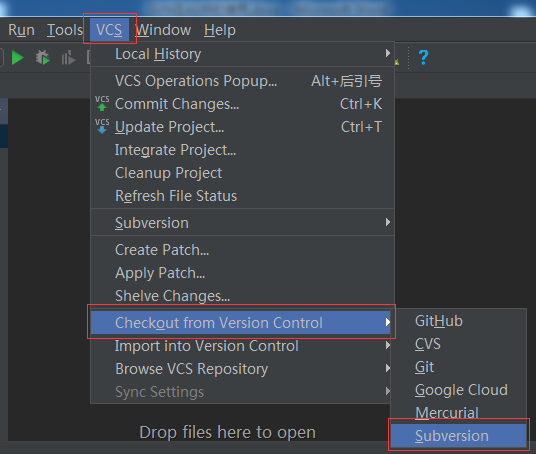 Run Tools VCS Window Help
Local History
VCS Operations Popup... Alt+后引号
VCS Commit Changes... Ctrl+K
VCS Update Project... Ctrl+T
Integrate Project...
Cleanup Project
Refresh File Status
Subversion
Create Patch...
Apply Patch...
Shelve Changes...
Checkout from Version Control
Import into Version Control
Browse VCS Repository
Sync Settings
GitHub
CVS
Git
Google Cloud
Mercurial
Subversion
Drop files here to open